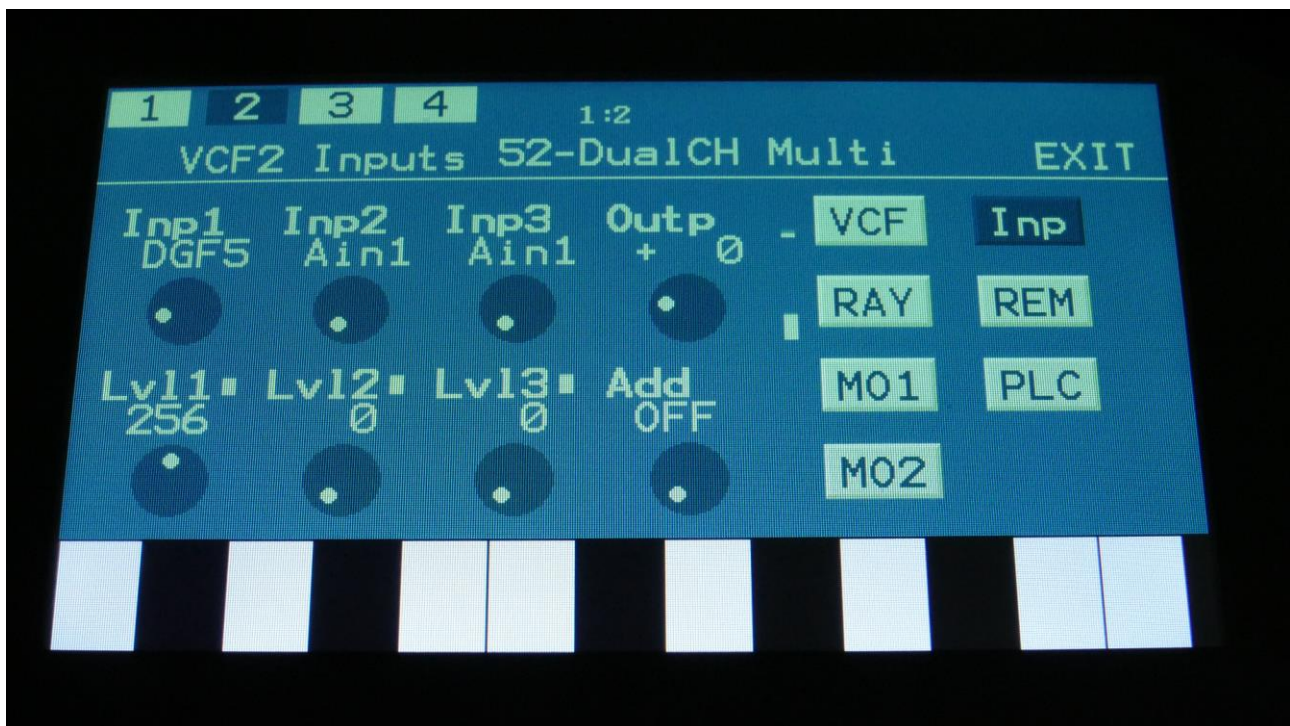 1 2 3 4 1:2
VCF2 Inputs 52-DualCH Multi EXIT
Inp1 Inp2 Inp3 Outp - VCF Inp
DGF5 Ain1 Ain1 + 0
RAY REM
Lvl1 Lvl2 Lvl3 Add MO1 PLC
256 0 0 OFF
MO2